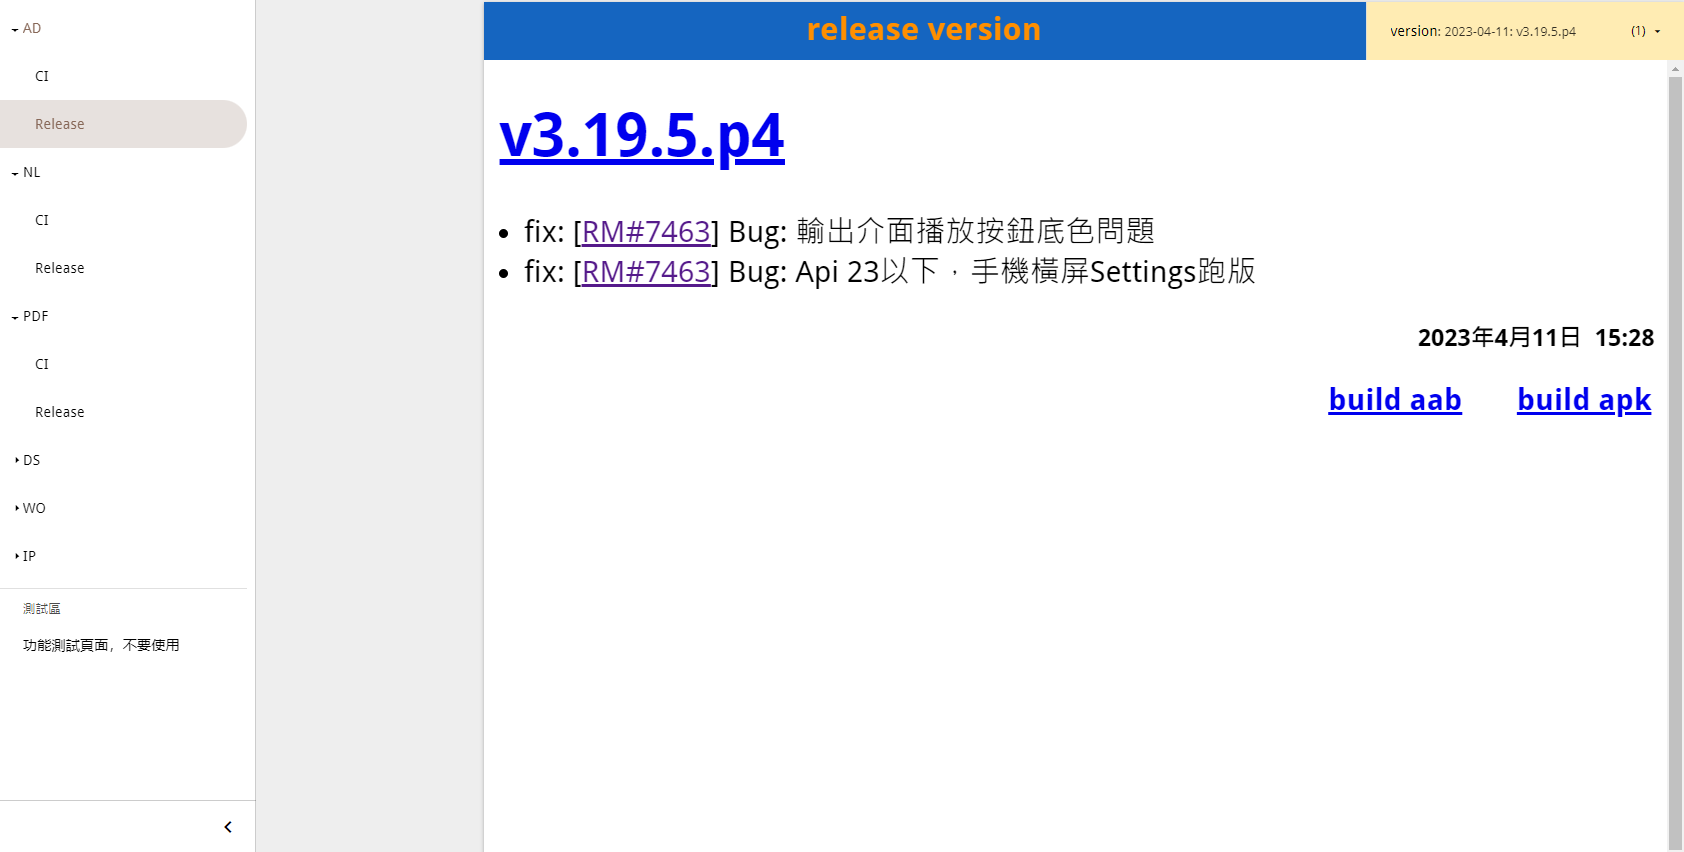 AD
CI
Release
NL
CI
Release
PDF
CI
Release
DS
WO
IP
測試區
功能測試頁面，不要使用
release version
version: 2023-04-11: v3.19.5.p4 (1)
v3.19.5.p4
fix: [RM#7463] Bug: 輸出介面播放按鈕底色問題
fix: [RM#7463] Bug: Api 23以下，手機橫屏Settings跑版
2023年4月11日 15:28
build aab build apk